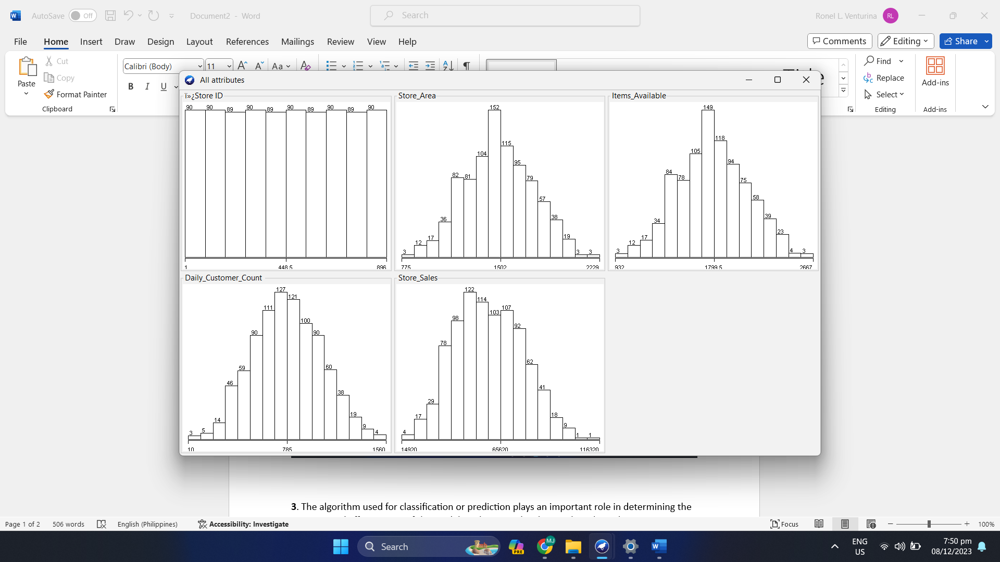 AutoSave Off Document2 - Word Search Ronel L. Venturina RL
File Home Insert Draw Design Layout References Mailings Review View Help Comments Editing Share
Paste Cut Copy Format Painter Clipboard
Calibri (Body) 11 Aa
B I U
Find Replace Select Editing
Add-ins
Add-ins
All attributes
ï»¿Store ID
90 90 89 90 89 90 89 90 89 90
1 448.5 896
Store_Area
3 12 17 36 82 81 104 152 115 95 79 57 38 19 3 3
775 1502 2229
Items_Available
3 12 17 34 84 78 105 149 118 94 75 58 39 23 4 3
932 1799.5 2667
Daily_Customer_Count
3 5 14 46 59 90 111 127 121 100 90 60 38 19 9 4
10 785 1560
Store_Sales
4 17 29 78 98 122 114 103 107 92 62 41 18 9 1 1
14920 65620 116320
3. The algorithm used for classification or prediction plays an important role in determining the
Page 1 of 2 506 words English (Philippines) Accessibility: Investigate Focus 100%
Search PRE MJ ENG US 7:50 pm 08/12/2023